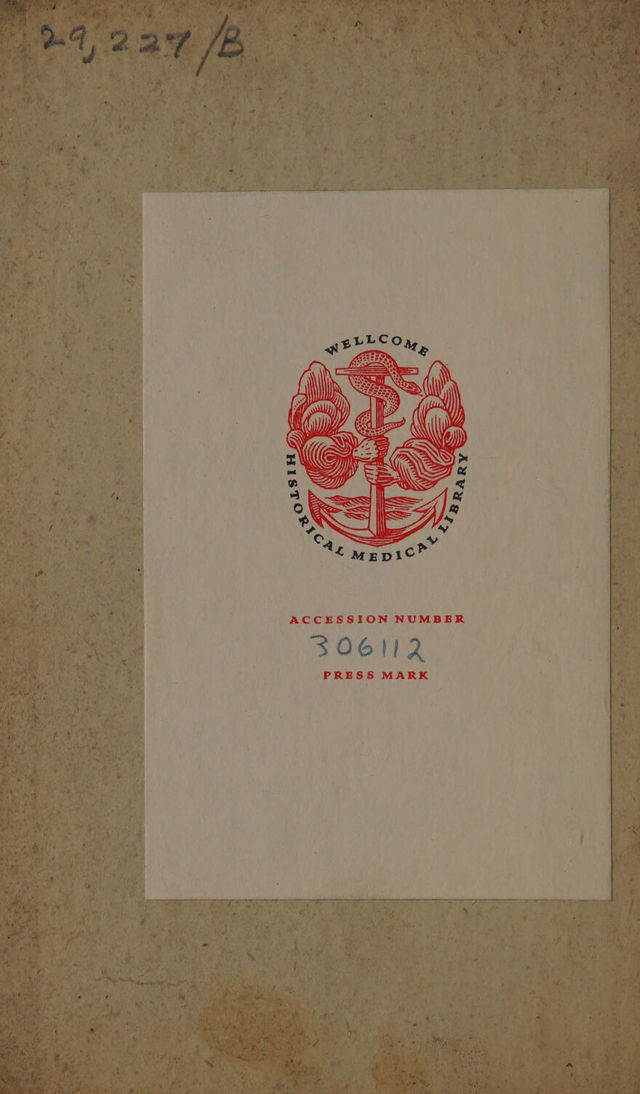 29,227/B
WELLCOME
HISTORICAL MEDICAL LIBRARY
ACCESSION NUMBER
306112
PRESS MARK